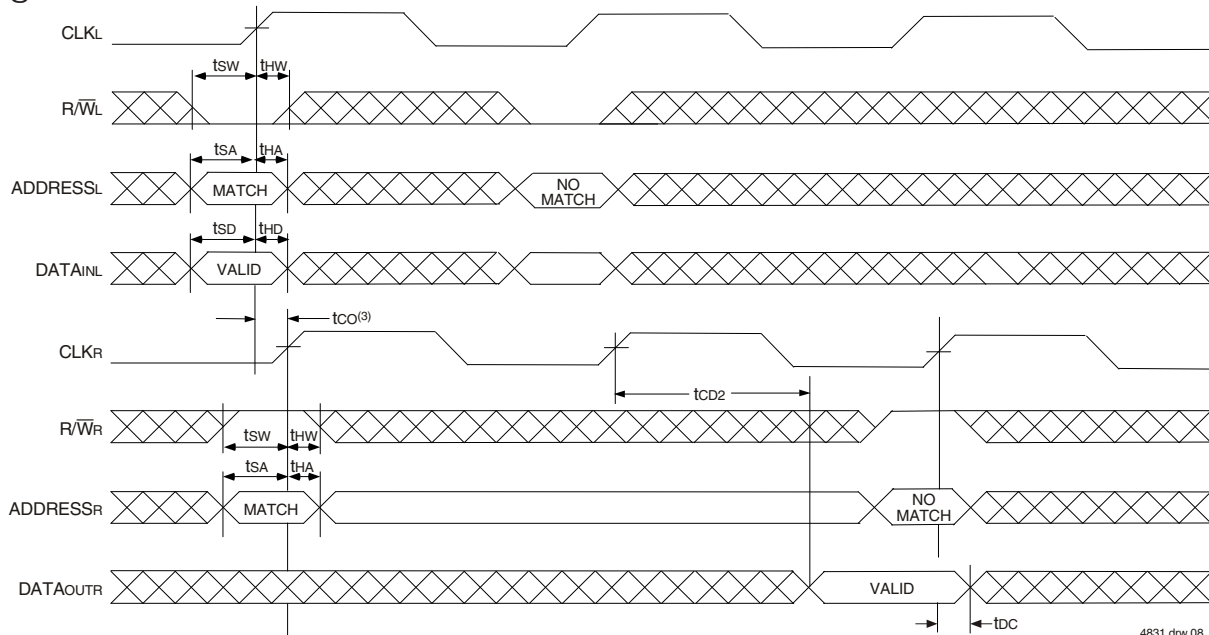 CLKL
tSW tHW
R/W̅L
tSA tHA
ADDRESSL MATCH NO MATCH
tSD tHD
DATAINL VALID
tCO(3)
CLKR
tCD2
R/W̅R
tSW tHW
tSA tHA
ADDRESSR MATCH NO MATCH
DATAOUTR VALID
tDC
4831 drw 08